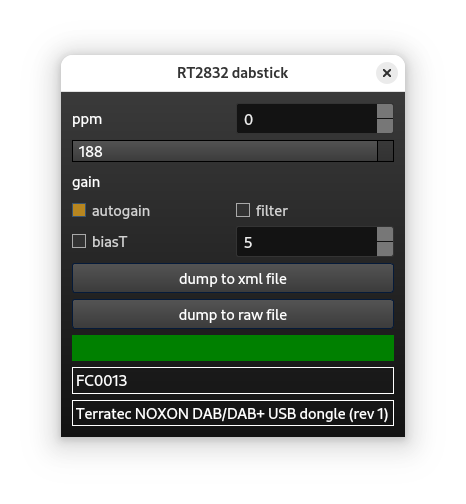 RT2832 dabstick
ppm 0
188
gain
autogain filter
biasT 5
dump to xml file
dump to raw file
FC0013
Terratec NOXON DAB/DAB+ USB dongle (rev 1)